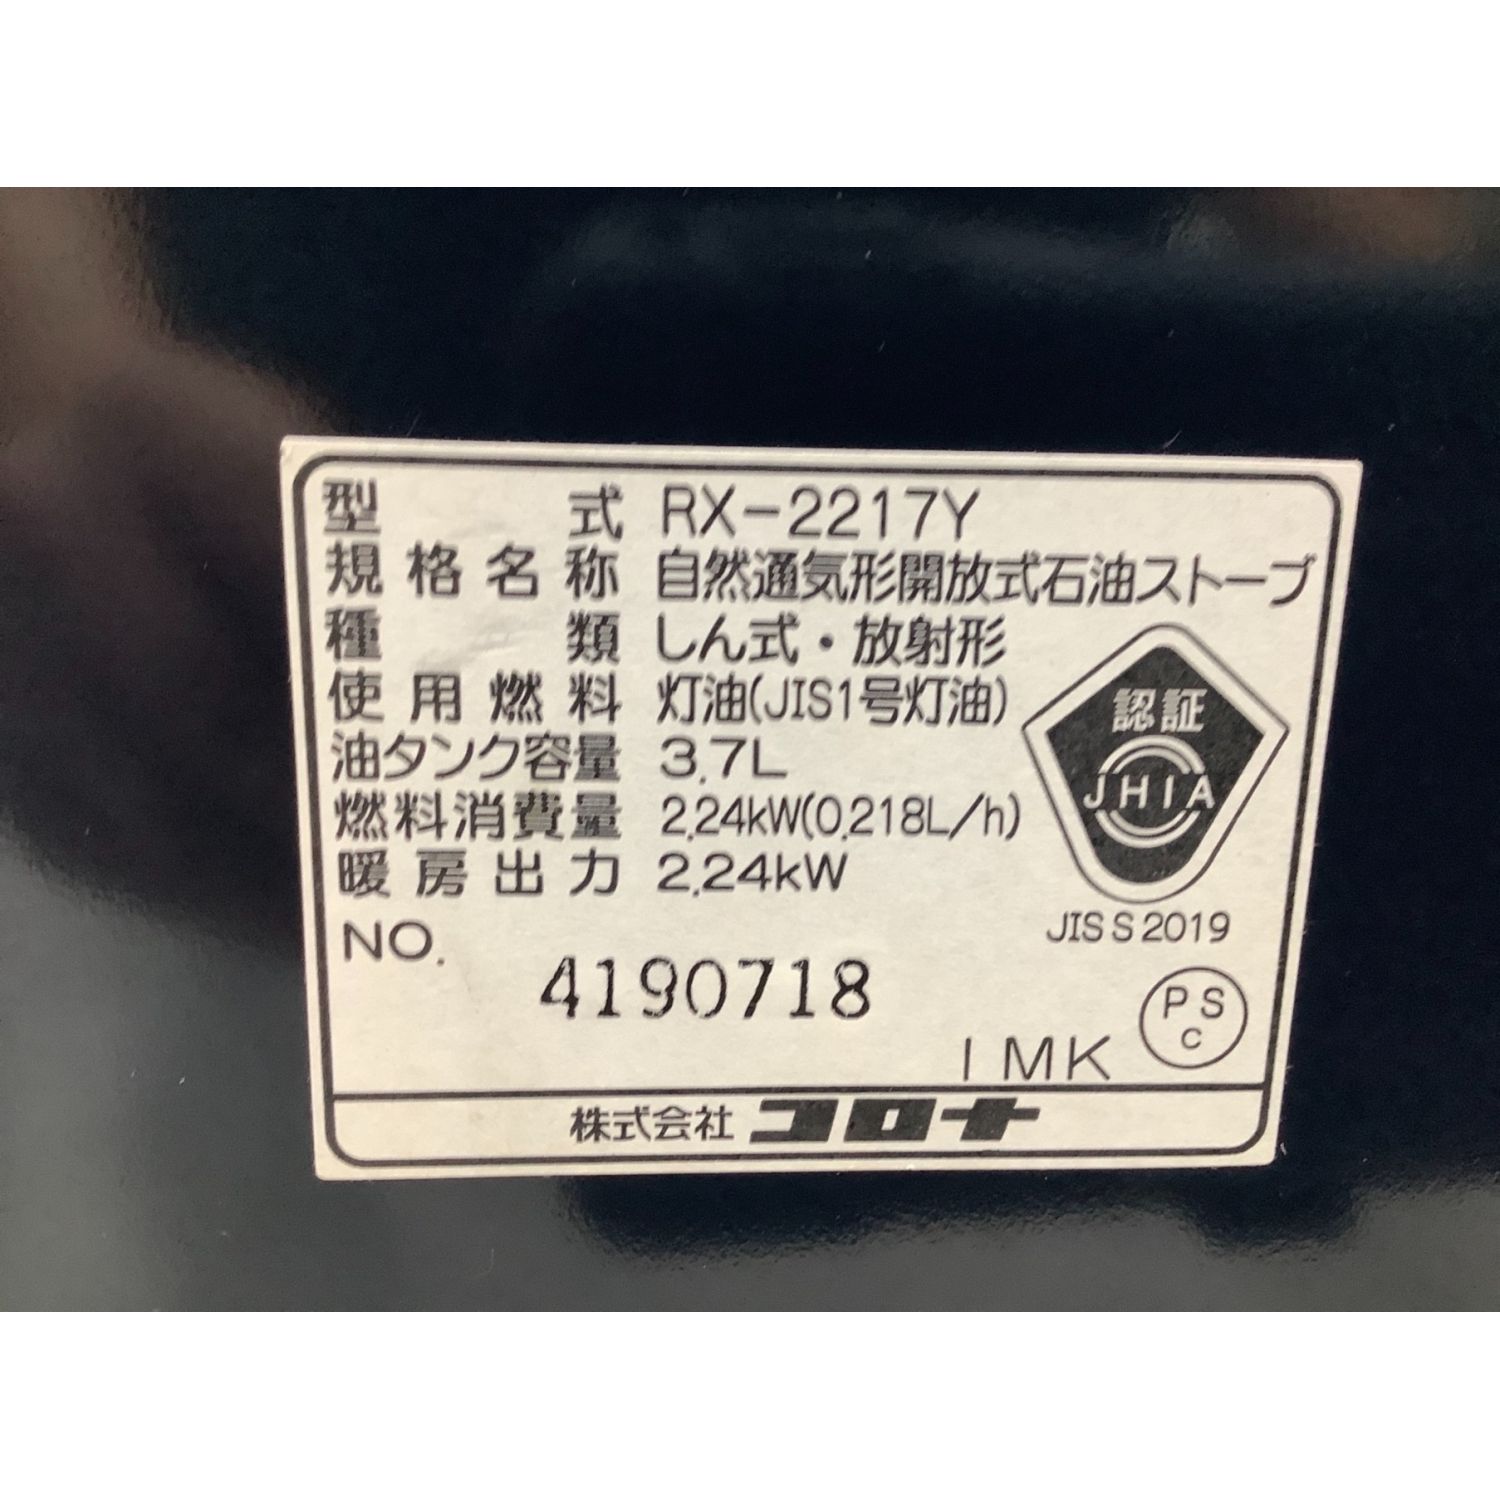 型式 RX-2217Y
規格名称 自然通気形開放式石油ストーブ
種類 しん式・放射形
使用燃料 灯油(JIS1号灯油)
油タンク容量 3.7L
燃料消費量 2.24kW(0.218L/h)
暖房出力 2.24kW
認証
JHIA
JIS S 2019
NO. 4190718
PS
C
1MK
株式会社 コロナ